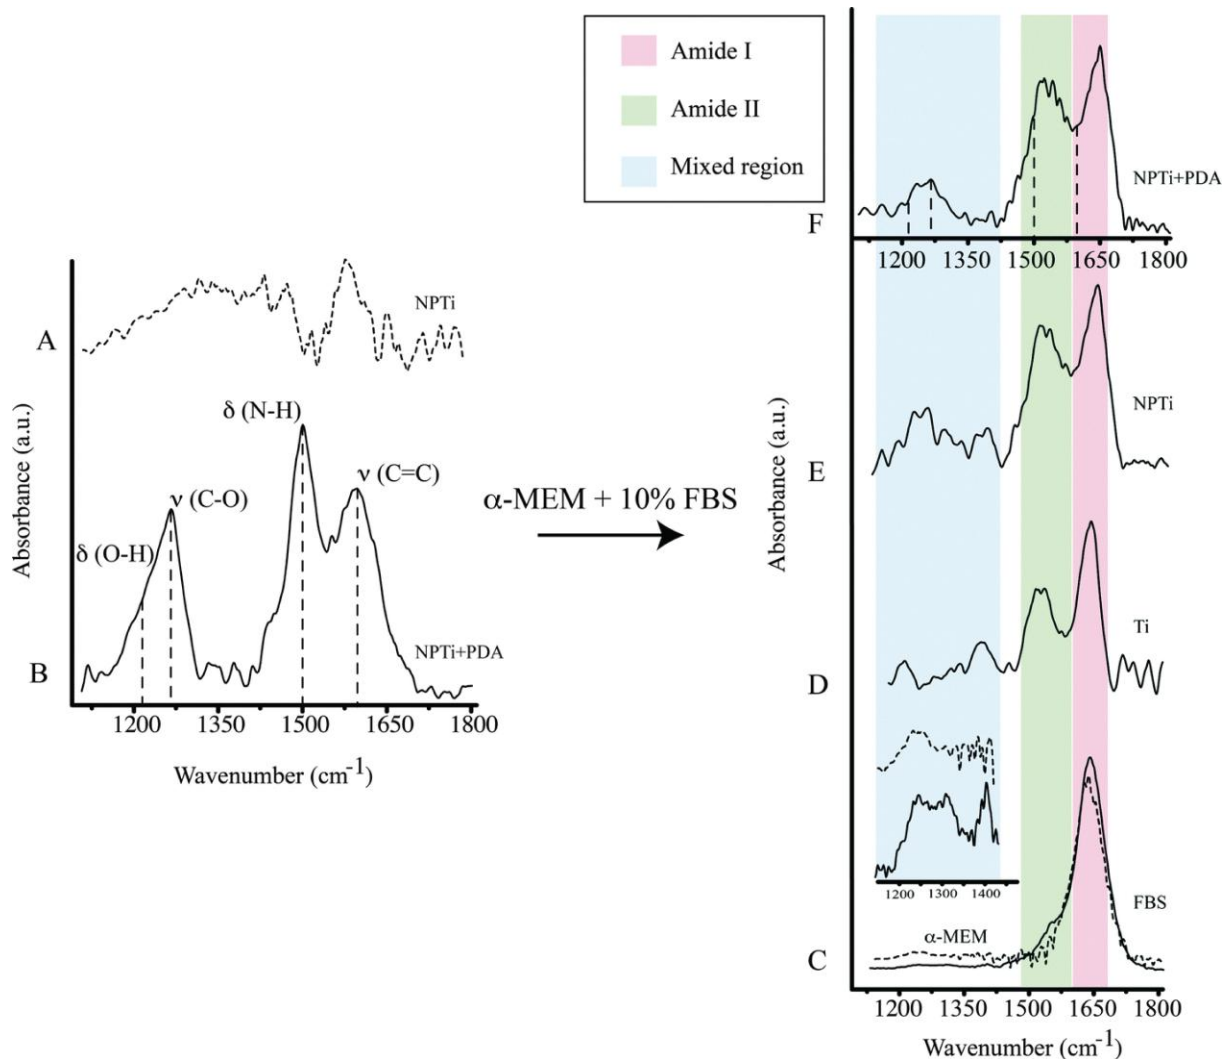 Amide I
Amide II
Mixed region
NPTi+PDA
F
1200 1350 1500 1650 1800
NPTi
A
δ (N-H)
ν (C=C)
ν (C-O)
δ (O-H)
NPTi+PDA
B
Absorbance (a.u.)
1200 1350 1500 1650 1800
Wavenumber (cm-1)
α-MEM + 10% FBS
Absorbance (a.u.)
NPTi
E
Ti
D
1200 1300 1400
FBS
α-MEM
C
1200 1350 1500 1650 1800
Wavenumber (cm-1)